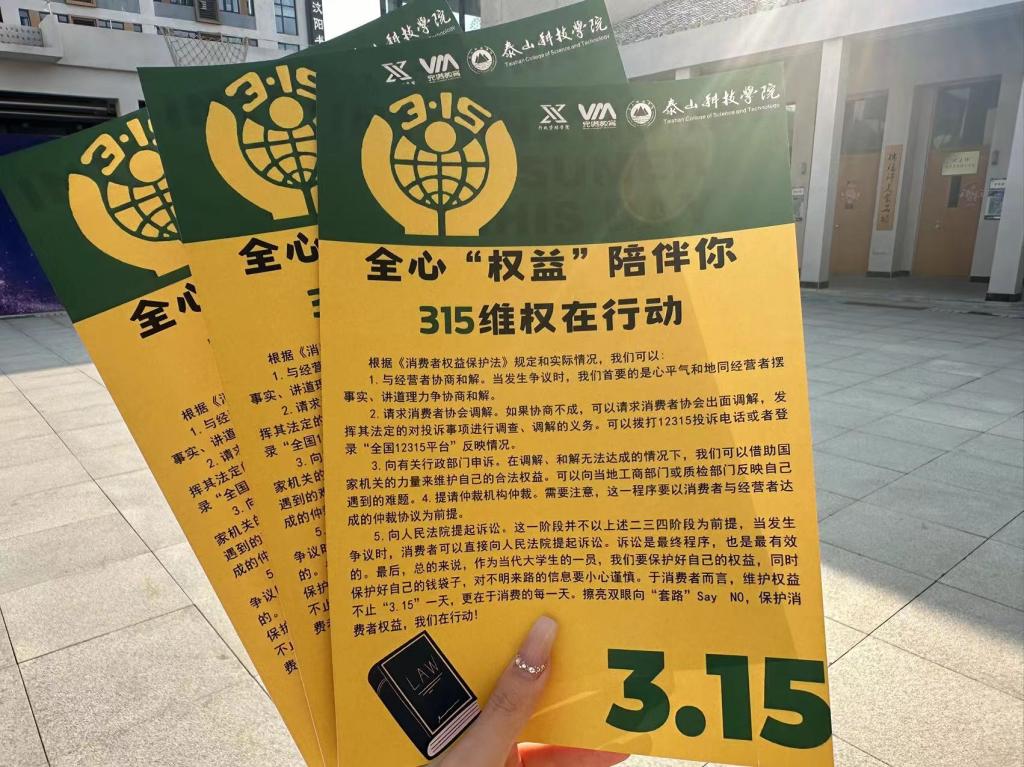 汶阳
3·15
泰山科技學院
Taishan College of Science and Technology
全心“权益”陪伴你
315维权在行动
根据《消费者权益保护法》规定和实际情况，我们可以：
1. 与经营者协商和解。当发生争议时，我们首要的是心平气和地同经营者摆
事实、讲道理力争协商和解。
2. 请求消费者协会调解。如果协商不成，可以请求消费者协会出面调解，发
挥其法定的对投诉事项进行调查、调解的义务。可以拨打12315投诉电话或者登
录“全国12315平台”反映情况。
3. 向有关行政部门申诉。在调解、和解无法达成的情况下，我们可以借助国
家机关的力量来维护自己的合法权益。可以向当地工商部门或质检部门反映自己
遇到的难题。4. 提请仲裁机构仲裁。需要注意，这一程序要以消费者与经营者达
成的仲裁协议为前提。
5. 向人民法院提起诉讼。这一阶段并不以上述二三四阶段为前提，当发生
争议时，消费者可以直接向人民法院提起诉讼。诉讼是最终程序，也是最有效
的。最后，总的来说，作为当代大学生的一员，我们要保护好自己的权益，同时
保护好自己的钱袋子，对不明来路的信息要小心谨慎。于消费者而言，维护权益
不止“3.15”一天，更在于消费的每一天。擦亮双眼向“套路”Say NO，保护消
费者权益，我们在行动！
LAW
3.15